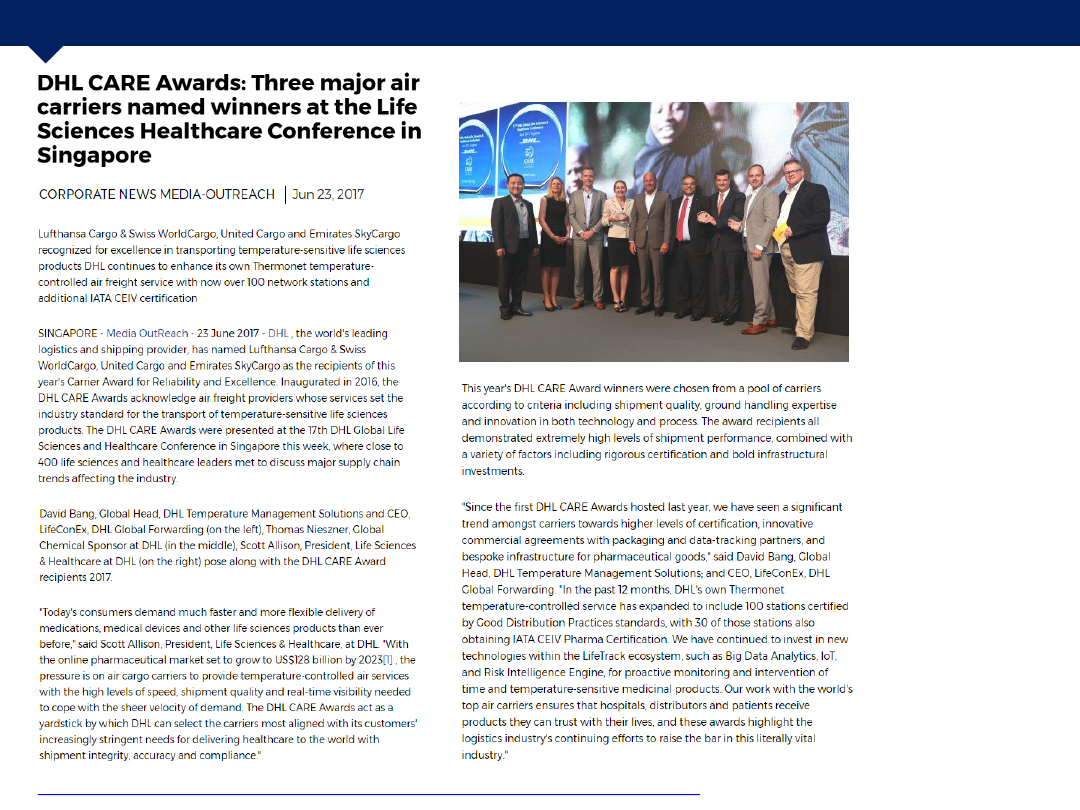 DHL CARE Awards: Three major air
carriers named winners at the Life
Sciences Healthcare Conference in
Singapore
CORPORATE NEWS MEDIA-OUTREACH | Jun 23, 2017
Lufthansa Cargo & Swiss WorldCargo, United Cargo and Emirates SkyCargo
recognized for excellence in transporting temperature-sensitive life sciences
products DHL continues to enhance its own Thermonet temperature-
controlled air freight service with now over 100 network stations and
additional IATA CEIV certification
SINGAPORE - Media OutReach - 23 June 2017 - DHL , the world's leading
logistics and shipping provider, has named Lufthansa Cargo & Swiss
WorldCargo, United Cargo and Emirates SkyCargo as the recipients of this
year's Carrier Award for Reliability and Excellence. Inaugurated in 2016, the
DHL CARE Awards acknowledge air freight providers whose services set the
industry standard for the transport of temperature-sensitive life sciences
products. The DHL CARE Awards were presented at the 17th DHL Global Life
Sciences and Healthcare Conference in Singapore this week, where close to
400 life sciences and healthcare leaders met to discuss major supply chain
trends affecting the industry.
David Bang, Global Head, DHL Temperature Management Solutions and CEO,
LifeConEx, DHL Global Forwarding (on the left), Thomas Nieszner, Global
Chemical Sponsor at DHL (in the middle), Scott Allison, President, Life Sciences
& Healthcare at DHL (on the right) pose along with the DHL CARE Award
recipients 2017.
"Today's consumers demand much faster and more flexible delivery of
medications, medical devices and other life sciences products than ever
before," said Scott Allison, President, Life Sciences & Healthcare, at DHL. "With
the online pharmaceutical market set to grow to US$128 billion by 2023[1] , the
pressure is on air cargo carriers to provide temperature-controlled air services
with the high levels of speed, shipment quality and real-time visibility needed
to cope with the sheer velocity of demand. The DHL CARE Awards act as a
yardstick by which DHL can select the carriers most aligned with its customers'
increasingly stringent needs for delivering healthcare to the world with
shipment integrity, accuracy and compliance."
DHL
CARE
This year's DHL CARE Award winners were chosen from a pool of carriers
according to criteria including shipment quality, ground handling expertise
and innovation in both technology and process. The award recipients all
demonstrated extremely high levels of shipment performance, combined with
a variety of factors including rigorous certification and bold infrastructural
investments.
"Since the first DHL CARE Awards hosted last year, we have seen a significant
trend amongst carriers towards higher levels of certification, innovative
commercial agreements with packaging and data-tracking partners, and
bespoke infrastructure for pharmaceutical goods," said David Bang, Global
Head, DHL Temperature Management Solutions; and CEO, LifeConEx, DHL
Global Forwarding. "In the past 12 months, DHL's own Thermonet
temperature-controlled service has expanded to include 100 stations certified
by Good Distribution Practices standards, with 30 of those stations also
obtaining IATA CEIV Pharma Certification. We have continued to invest in new
technologies within the LifeTrack ecosystem, such as Big Data Analytics, IoT,
and Risk Intelligence Engine, for proactive monitoring and intervention of
time and temperature-sensitive medicinal products. Our work with the world's
top air carriers ensures that hospitals, distributors and patients receive
products they can trust with their lives, and these awards highlight the
logistics industry's continuing efforts to raise the bar in this literally vital
industry."